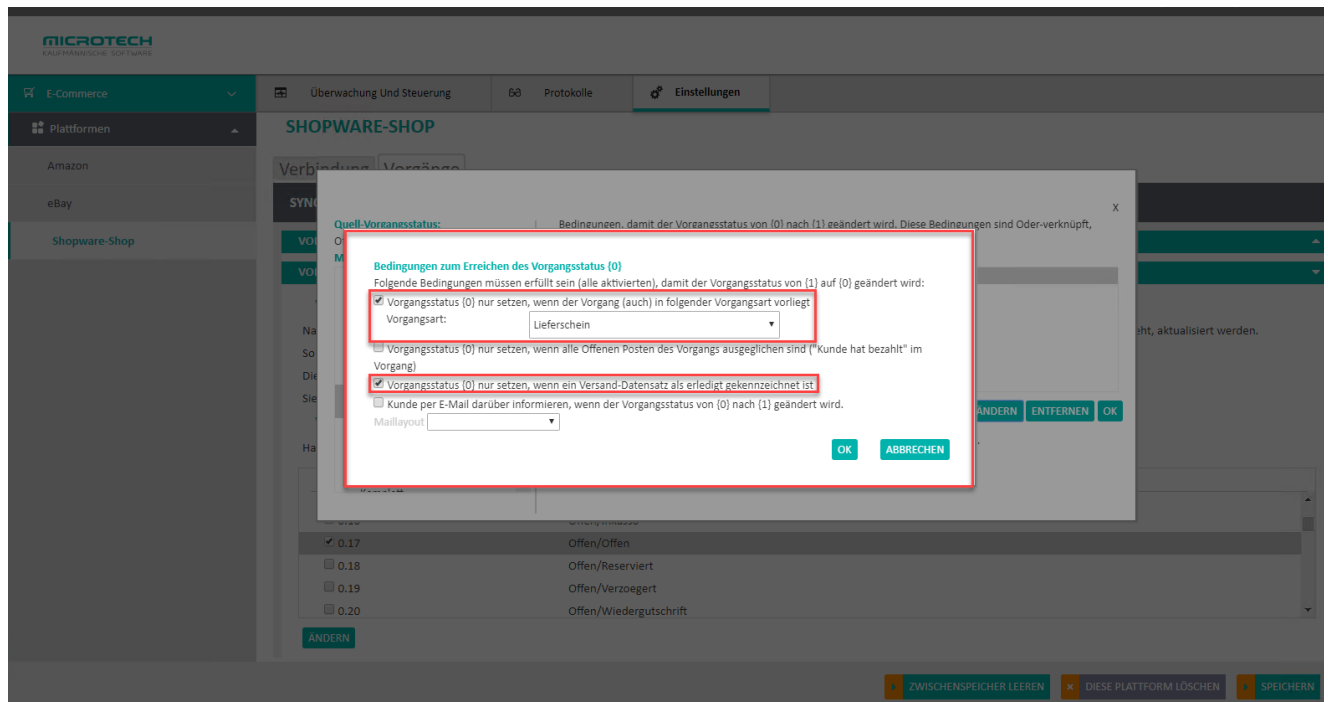 MICROTECH
KAUFMÄNNISCHE SOFTWARE
E-Commerce
Überwachung Und Steuerung
Protokolle
Einstellungen
Plattformen
SHOPWARE-SHOP
Amazon
Verbindung Vorgänge
eBay
SYN
X
Quell-Vorgangsstatus:
Bedingungen, damit der Vorgangsstatus von {0} nach {1} geändert wird. Diese Bedingungen sind Oder-verknüpft,
Shopware-Shop
Bedingungen zum Erreichen des Vorgangsstatus {0}
Folgende Bedingungen müssen erfüllt sein (alle aktivierten), damit der Vorgangsstatus von {1} auf {0} geändert wird:
Vorgangsstatus {0} nur setzen, wenn der Vorgang (auch) in folgender Vorgangsart vorliegt
Vorgangsart:
Lieferschein
Na
eht, aktualisiert werden.
Vorgangsstatus {0} nur setzen, wenn alle Offenen Posten des Vorgangs ausgeglichen sind ("Kunde hat bezahlt" im
Vorgang)
So
Die
Vorgangsstatus {0} nur setzen, wenn ein Versand-Datensatz als erledigt gekennzeichnet ist
Sie
Kunde per E-Mail darüber informieren, wenn der Vorgangsstatus von {0} nach {1} geändert wird.
ÄNDERN ENTFERNEN OK
Maillayout
Ha
OK ABBRECHEN
0.17 Offen/Offen
0.18 Offen/Reserviert
0.19 Offen/Verzoegert
0.20 Offen/Wiedergutschrift
ÄNDERN
ZWISCHENSPEICHER LEEREN
DIESE PLATTFORM LÖSCHEN
SPEICHERN